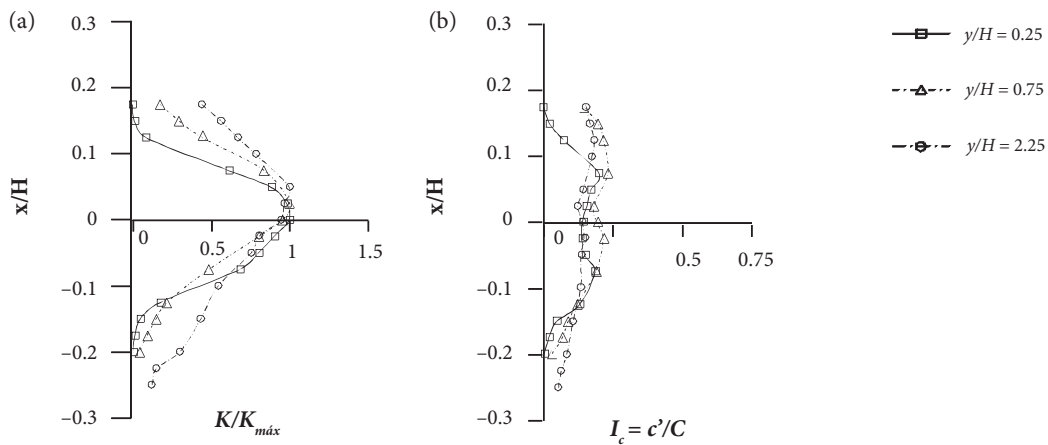 (a)
0.3
0.2
0.1
0
−0.1
−0.2
−0.3
x/H
0 0.5 1 1.5
K/Kmáx
(b)
0.3
0.2
0.1
0
−0.1
−0.2
−0.3
x/H
0 0.5 0.75
Ic = c’/C
y/H = 0.25
y/H = 0.75
y/H = 2.25